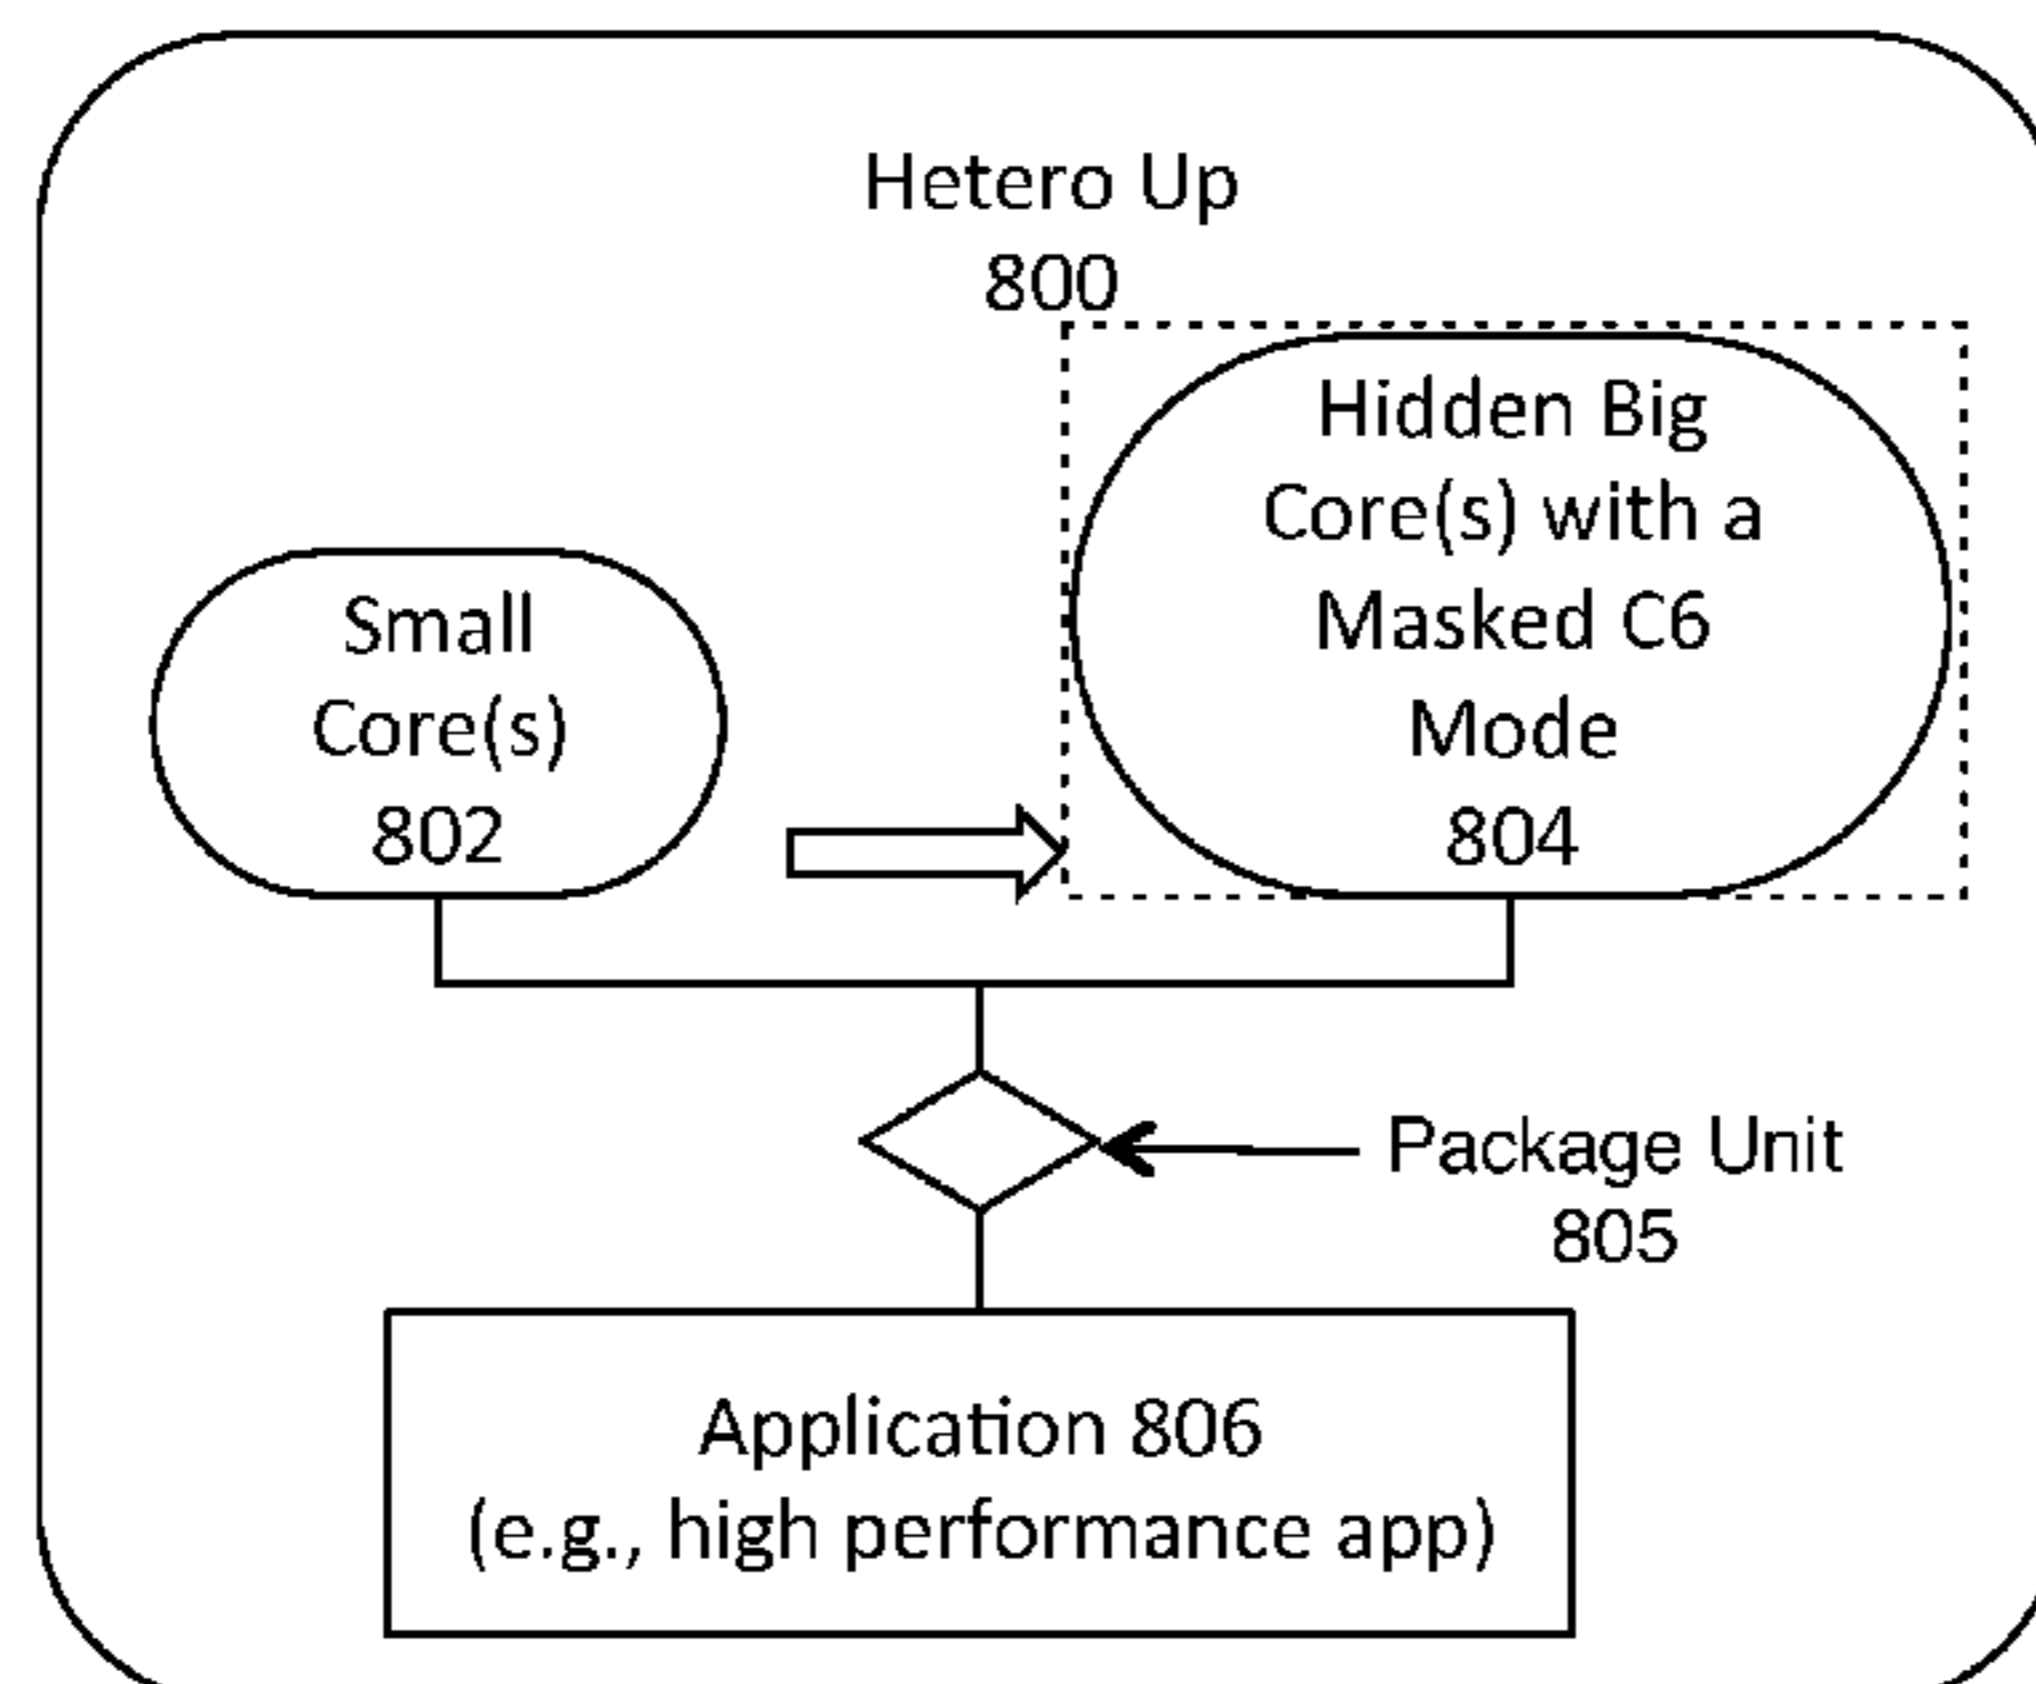 Hetero Up
800
Small
Core(s)
802
Hidden Big
Core(s) with a
Masked C6
Mode
804
Package Unit
805
Application 806
(e.g., high performance app)